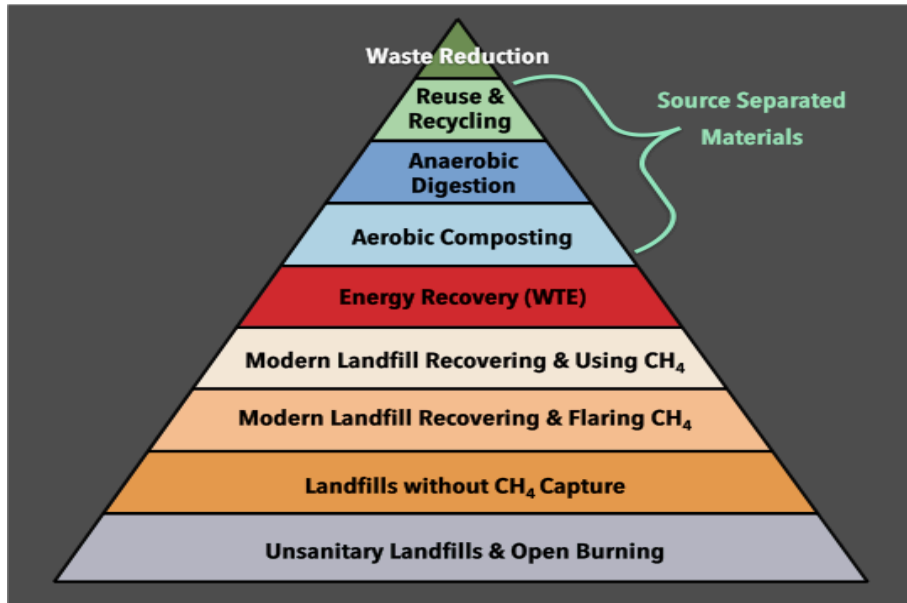 Waste Reduction
Reuse &
Recycling
Source Separated
Materials
Anaerobic
Digestion
Aerobic Composting
Energy Recovery (WTE)
Modern Landfill Recovering & Using CH₄
Modern Landfill Recovering & Flaring CH₄
Landfills without CH₄ Capture
Unsanitary Landfills & Open Burning